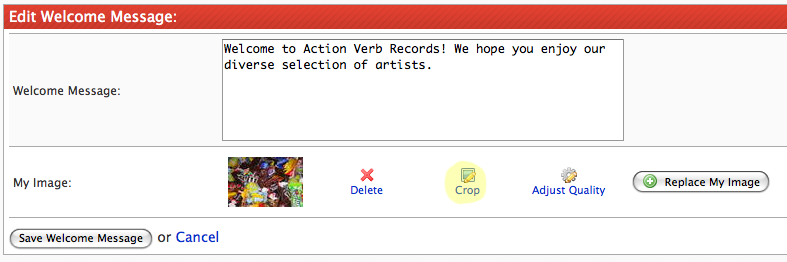 Edit Welcome Message:
Welcome Message:
Welcome to Action Verb Records! We hope you enjoy our
diverse selection of artists.
My Image:
Delete
Crop
Adjust Quality
Replace My Image
Save Welcome Message or Cancel